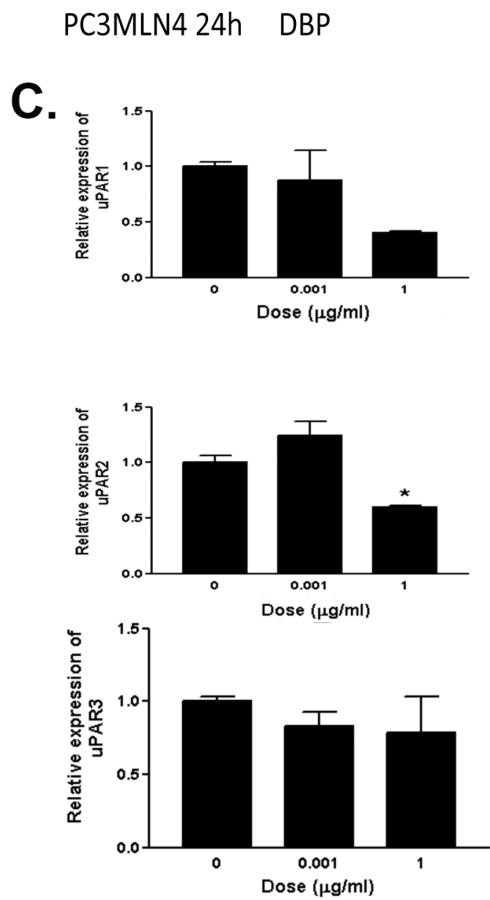 PC3MLN4 24h DBP
C.
Relative expression of
uPAR1
1.5
1.0
0.5
0.0
0 0.001 1
Dose (μg/ml)
Relative expression of
uPAR2
1.5
1.0
0.5
0.0
*
0 0.001 1
Dose (μg/ml)
Relative expression of
uPAR3
1.5
1.0
0.5
0.0
0 0.001 1
Dose (μg/ml)